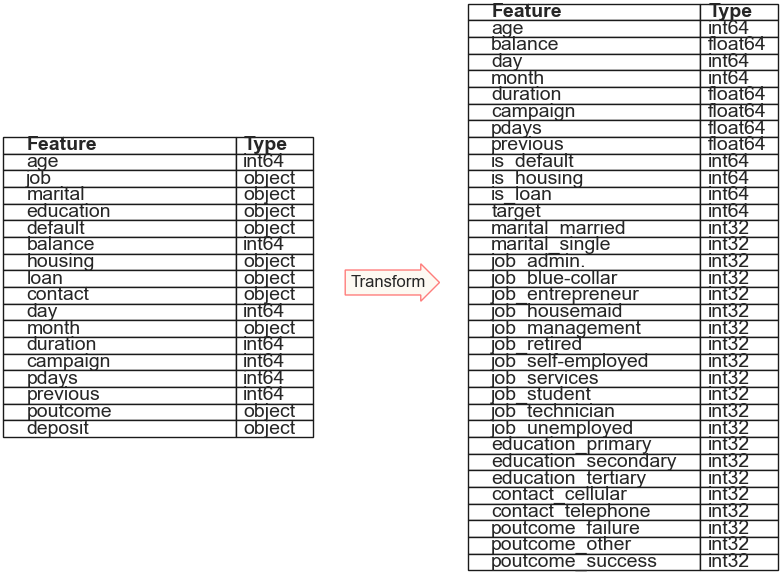 Feature Type
age int64
job object
marital object
education object
default object
balance int64
housing object
loan object
contact object
day int64
month object
duration int64
campaign int64
pdays int64
previous int64
poutcome object
deposit object
Transform
Feature Type
age int64
balance float64
day int64
month int64
duration float64
campaign float64
pdays float64
previous float64
is_default int64
is_housing int64
is_loan int64
target int64
marital_married int32
marital_single int32
job_admin. int32
job_blue-collar int32
job_entrepreneur int32
job_housemaid int32
job_management int32
job_retired int32
job_self-employed int32
job_services int32
job_student int32
job_technician int32
job_unemployed int32
education_primary int32
education_secondary int32
education_tertiary int32
contact_cellular int32
contact_telephone int32
poutcome_failure int32
poutcome_other int32
poutcome_success int32